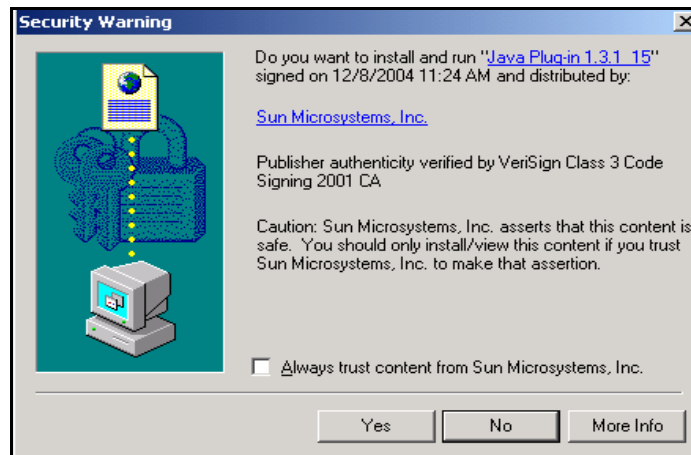 Security Warning
Do you want to install and run "Java Plug-in 1.3.1_15"
signed on 12/8/2004 11:24 AM and distributed by:
Sun Microsystems, Inc.
Publisher authenticity verified by VeriSign Class 3 Code
Signing 2001 CA
Caution: Sun Microsystems, Inc. asserts that this content is
safe. You should only install/view this content if you trust
Sun Microsystems, Inc. to make that assertion.
Always trust content from Sun Microsystems, Inc.
Yes No More Info